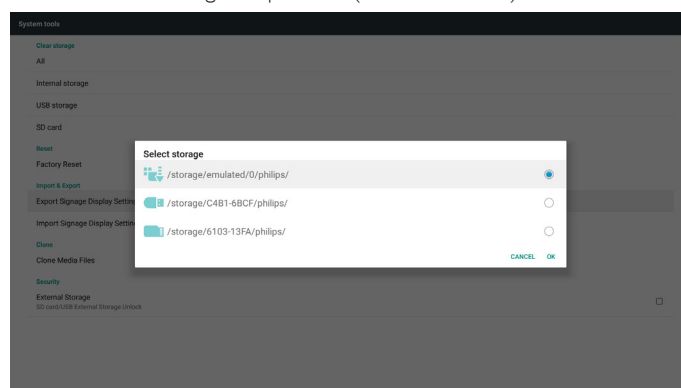 System tools
Clear storage
All
Internal storage
USB storage
SD card
Reset
Factory Reset
Import & Export
Export Signage Display Setting
Import Signage Display Settin
Clone
Clone Media Files
Security
External Storage
SD card/USB External Storage Unlock
Select storage
/storage/emulated/0/philips/
/storage/C4B1-6BCF/philips/
/storage/6103-13FA/philips/
CANCEL OK